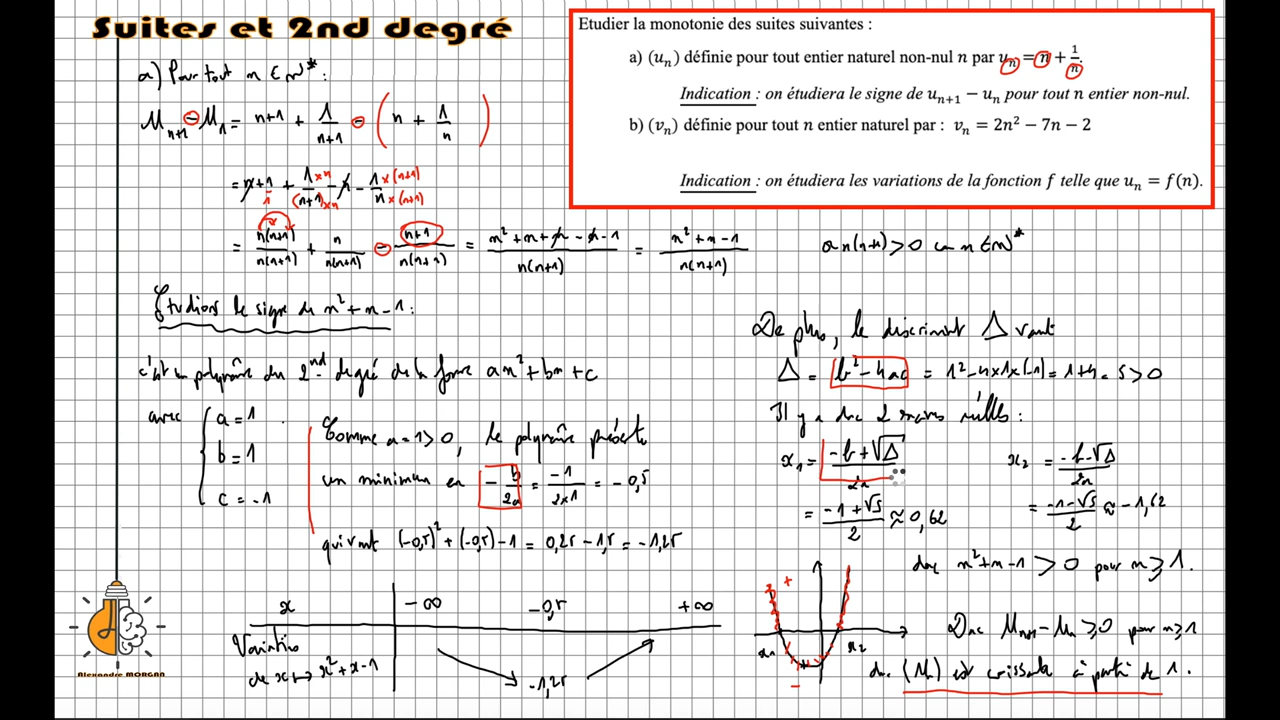 Suites et 2nd degré
Etudier la monotonie des suites suivantes :
a) (uₙ) définie pour tout entier naturel non-nul n par uₙ = n + 1/n.
Indication : on étudiera le signe de uₙ₊₁ − uₙ pour tout n entier non-nul.
b) (vₙ) définie pour tout n entier naturel par : vₙ = 2n² − 7n − 2
Indication : on étudiera les variations de la fonction f telle que uₙ = f(n).
a) Pour tout n ∈ ℕ* :
Uₙ₊₁ − U₁ = n+1 + 1/(n+1) − (n + 1/n)
= n+1/1 + 1×n/(n+1)×n − n − 1×(n+1)/n×(n+1)
= n(n+1)/n(n+1) + n/n(n+1) − n+1/n(n+1) = n²+n+n−n−1/n(n+1) = n²+n−1/n(n+1)
or n(n+1) > 0 car n ∈ ℕ*
Etudions le signe de n²+n−1 :
c'est un polynôme du 2nd degré de la forme an²+bn+c
avec { a = 1
b = 1
c = −1
Comme a = 1 > 0, le polynôme présente
un minimum en −b/2a = −1/2×1 = −0,5
qui vaut (−0,5)² + (−0,5) − 1 = 0,25 − 1,5 = −1,25
x −∞ −0,5 +∞
Variations
de x ↦ x²+x−1
−1,25
De plus, le discriminant Δ vaut
Δ = b²−4ac = 1²−4×1×(−1) = 1+4 = 5 > 0
Il y a donc 2 racines réelles :
x₁ = −b+√Δ/2a x₂ = −b−√Δ/2a
= −1+√5/2 ≈ 0,62 = −1−√5/2 ≈ −1,62
donc n²+n−1 > 0 pour n ⩾ 1.
+
x₁ x₂
−
Donc Uₙ₊₁ − Uₙ ⩾ 0 pour n ⩾ 1
donc (Uₙ) est croissante à partir de 1.
Alexandre MORGAN